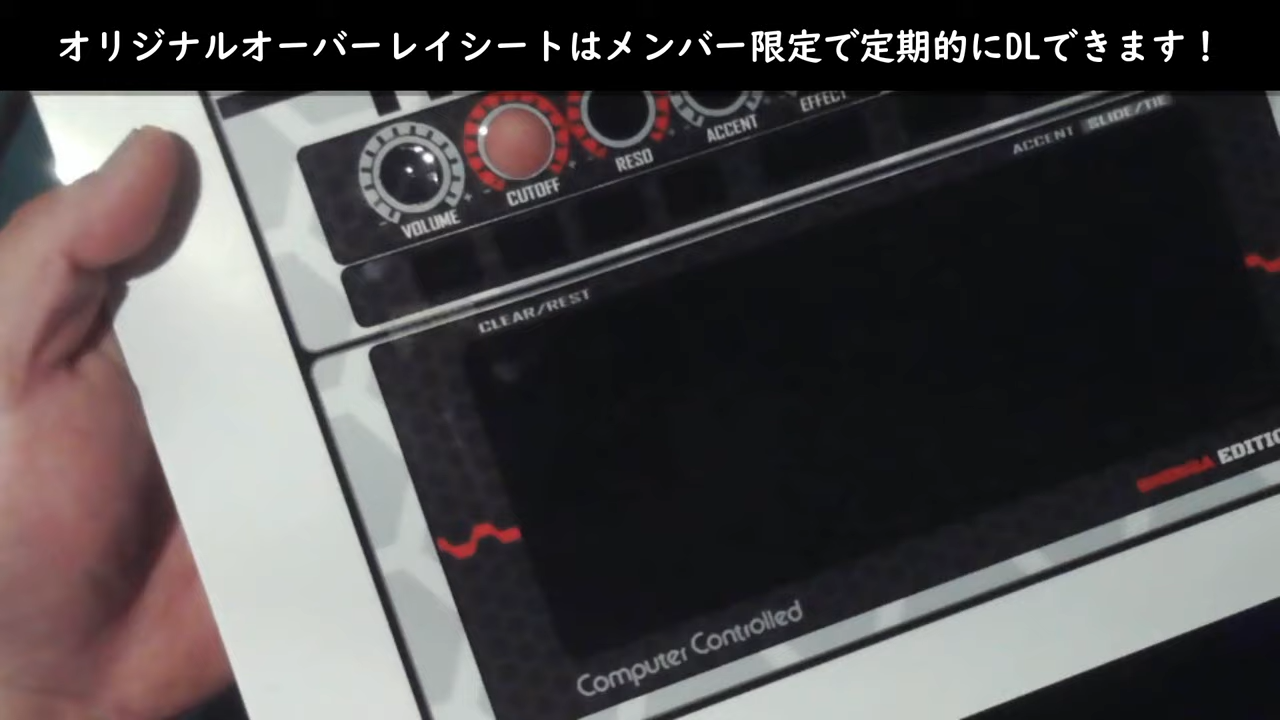 オリジナルオーバーレイシートはメンバー限定で定期的にDLできます！
VOLUME
CUTOFF
RESO
ACCENT
EFFECT
ACCENT SLIDE/TIE
CLEAR/REST
Computer Controlled